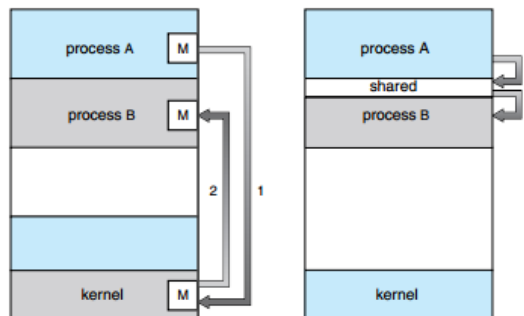 process A M
process B M
2 1
kernel M
process A
shared
process B
kernel